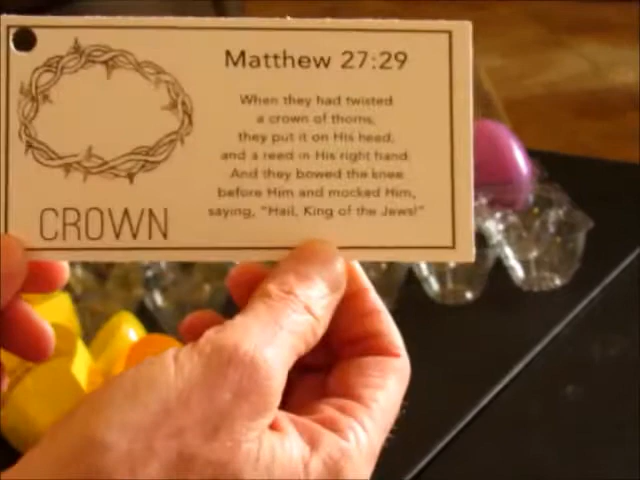 Matthew 27:29
When they had twisted
a crown of thorns,
they put it on His head,
and a reed in His right hand.
And they bowed the knee
before Him and mocked Him,
saying, "Hail, King of the Jews!"
CROWN